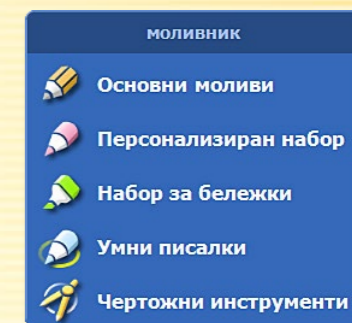 моливник
Основни моливи
Персонализиран набор
Набор за бележки
Умни писалки
Чертожни инструменти